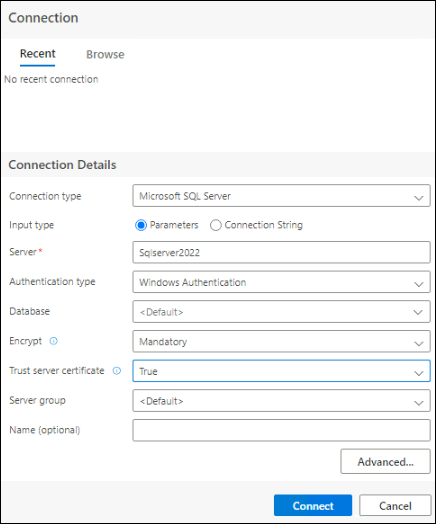 Connection
Recent Browse
No recent connection
Connection Details
Connection type Microsoft SQL Server
Input type Parameters Connection String
Server* Sqlserver2022
Authentication type Windows Authentication
Database <Default>
Encrypt Mandatory
Trust server certificate True
Server group <Default>
Name (optional)
Advanced...
Connect Cancel